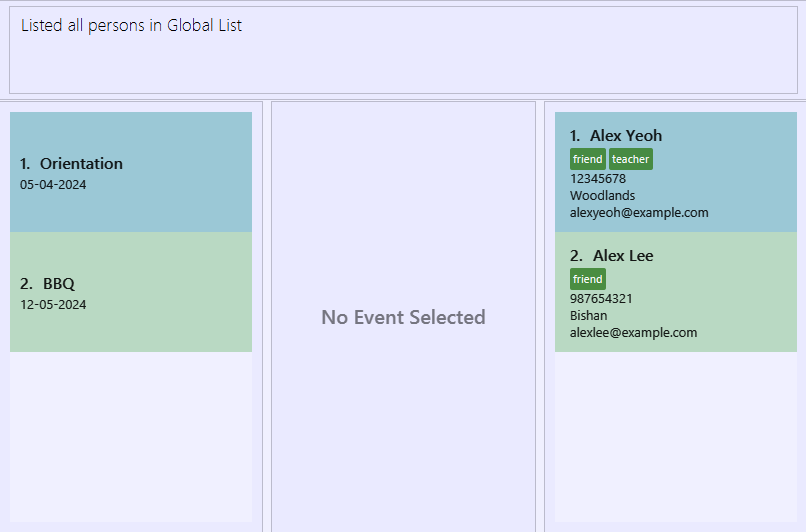 Listed all persons in Global List
1. Orientation
05-04-2024
2. BBQ
12-05-2024
No Event Selected
1. Alex Yeoh
friend teacher
12345678
Woodlands
alexyeoh@example.com
2. Alex Lee
friend
987654321
Bishan
alexlee@example.com